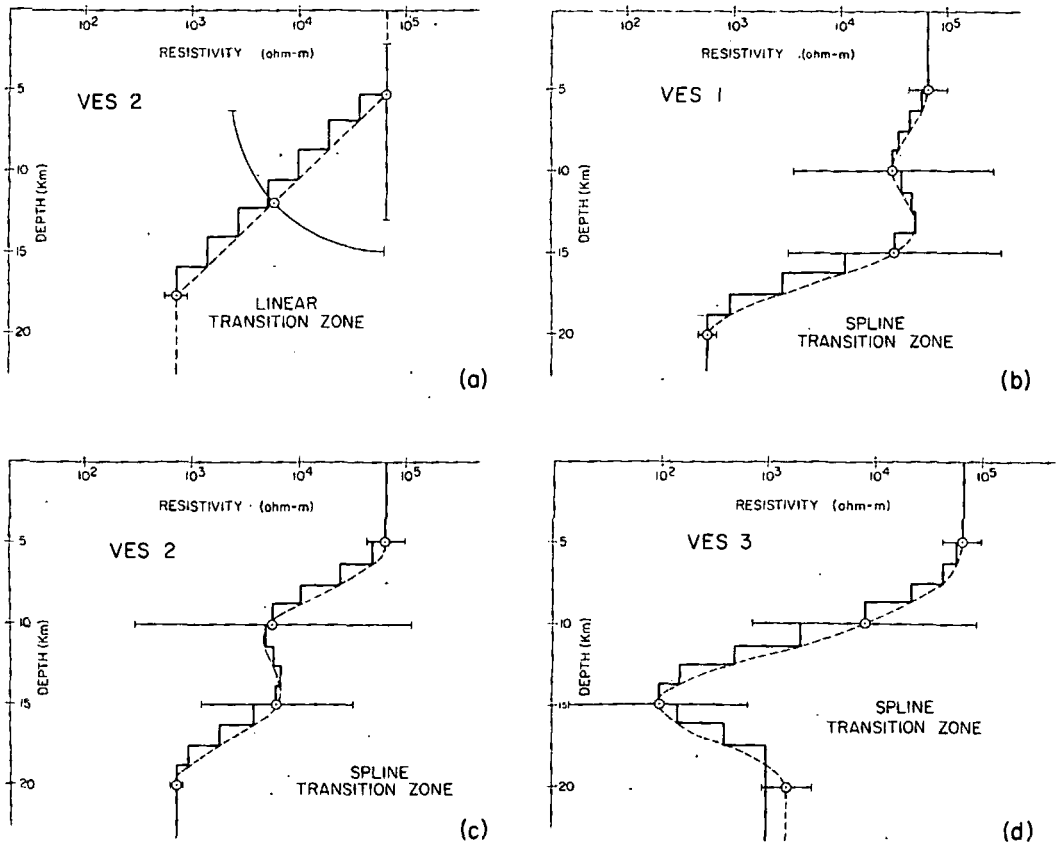 10² 10³ 10⁴ 10⁵
RESISTIVITY (ohm-m)
VES 2
5
10
15
20
DEPTH (Km)
LINEAR
TRANSITION ZONE
(a)
10² 10³ 10⁴ 10⁵
RESISTIVITY (ohm-m)
VES 1
5
10
15
20
DEPTH (Km)
SPLINE
TRANSITION ZONE
(b)
10² 10³ 10⁴ 10⁵
RESISTIVITY (ohm-m)
VES 2
5
10
15
20
DEPTH (Km)
SPLINE
TRANSITION ZONE
(c)
10² 10³ 10⁴ 10⁵
RESISTIVITY (ohm-m)
VES 3
5
10
15
20
DEPTH (Km)
SPLINE
TRANSITION ZONE
(d)